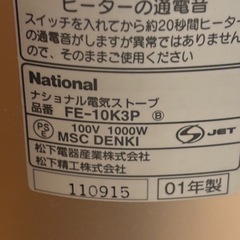 ヒーターの通電音
スイッチを入れてから約20秒間ヒータ
の通電音がしますが異常ではありません
で、そのままご使用ください
National
ナショナル電気ストーブ
品番 FE-10K3P Ⓑ
PS E 100V 1000W
MSC DENKI
JET
松下電器産業株式会社
松下精工株式会社
110915 01年製